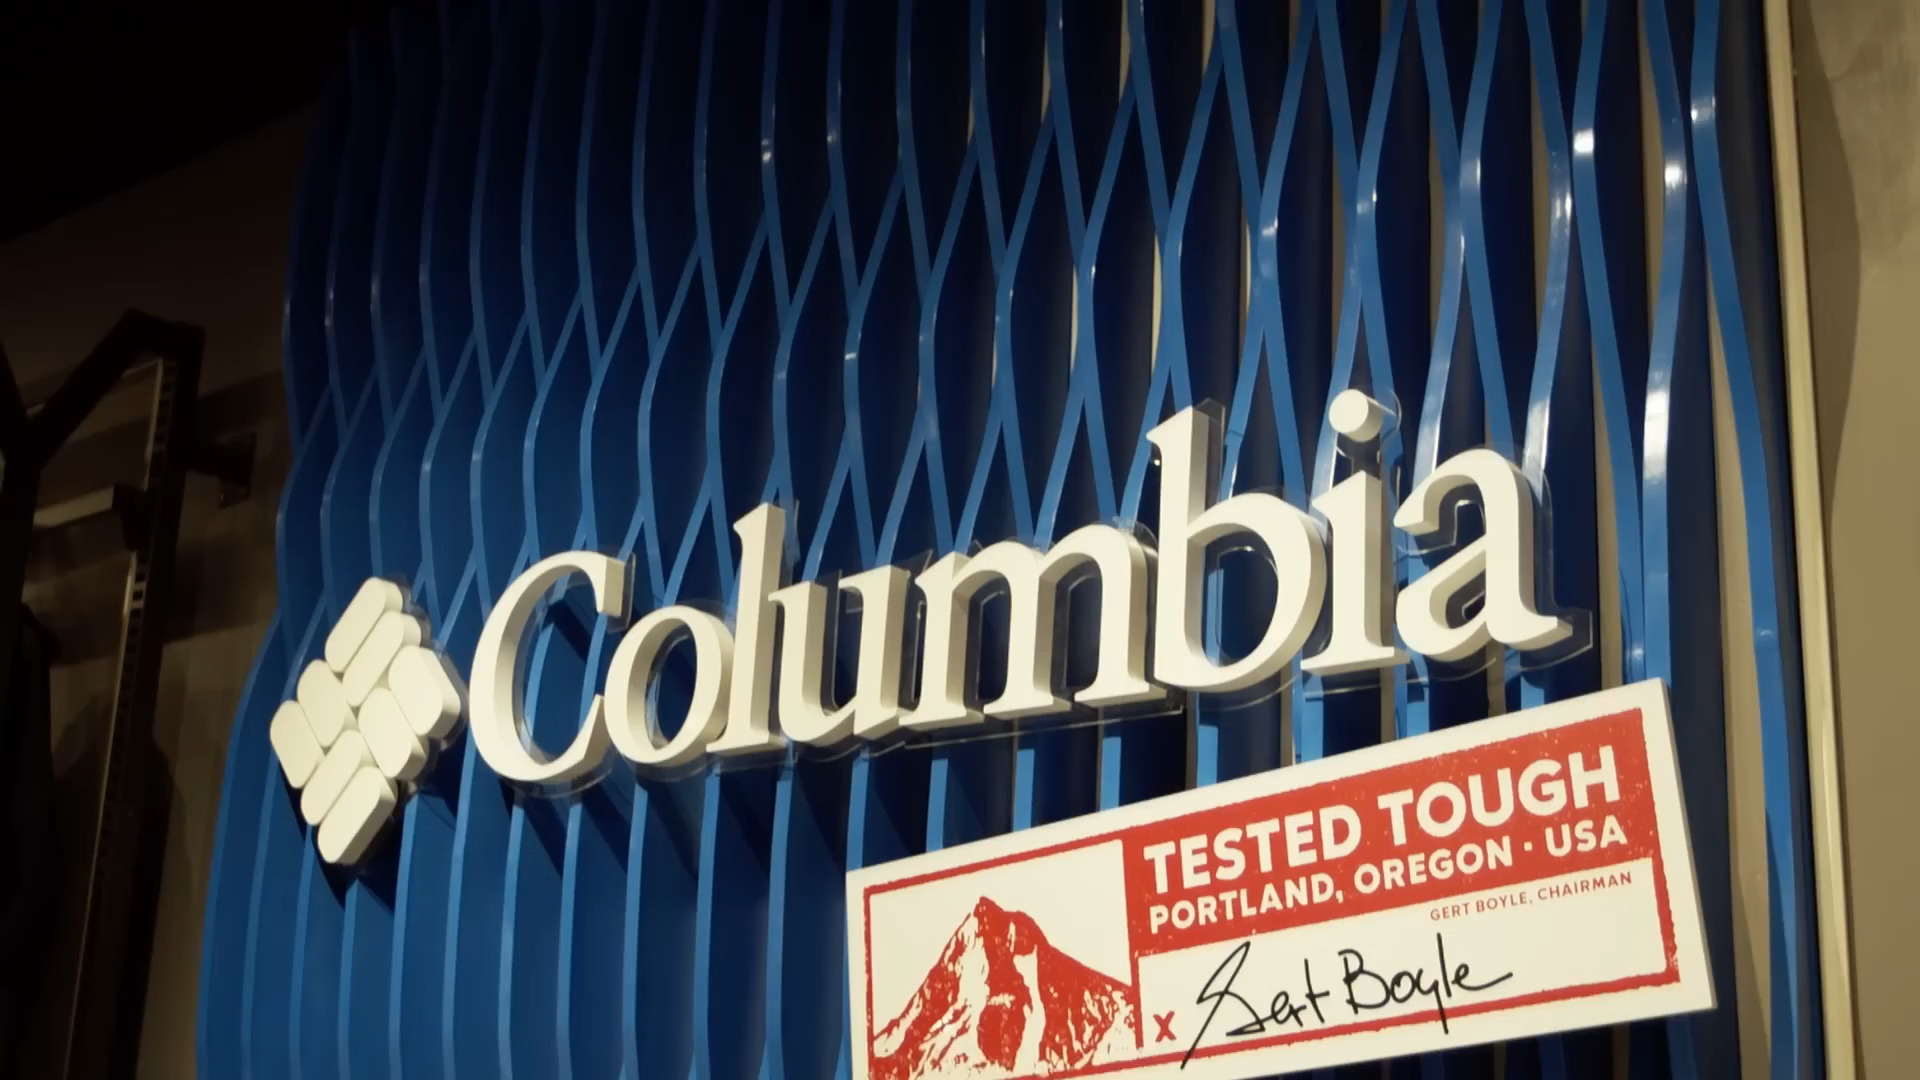 Columbia
TESTED TOUGH
PORTLAND, OREGON · USA
GERT BOYLE, CHAIRMAN
x Gert Boyle